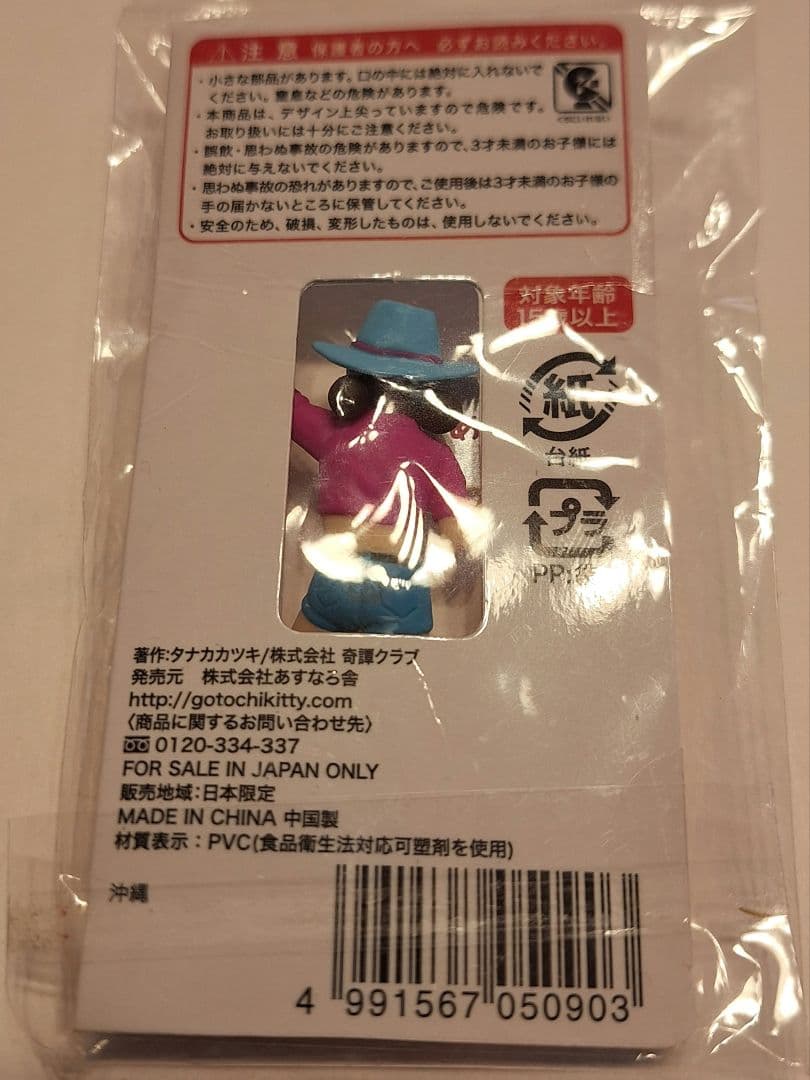 ⚠注意 保護者の方へ 必ずお読みください。
・小さな部品があります。口の中には絶対に入れないで
ください。窒息などの危険があります。
・本商品は、デザイン上尖っていますので危険です。
お取り扱いには十分にご注意ください。
・誤飲・思わぬ事故の危険がありますので、3才未満のお子様には
絶対に与えないでください。
・思わぬ事故の恐れがありますので、ご使用後は3才未満のお子様の
手の届かないところに保管してください。
・安全のため、破損、変形したものは、使用しないでください。
対象年齢
15歳以上
紙
台紙
プラ
PP:袋
著作:タナカカツキ/株式会社 奇譚クラブ
発売元 株式会社あすなろ舎
http://gotochikitty.com
〈商品に関するお問い合わせ先〉
0120-334-337
FOR SALE IN JAPAN ONLY
販売地域:日本限定
MADE IN CHINA 中国製
材質表示：PVC(食品衛生法対応可塑剤を使用)
沖縄
4 991567 050903